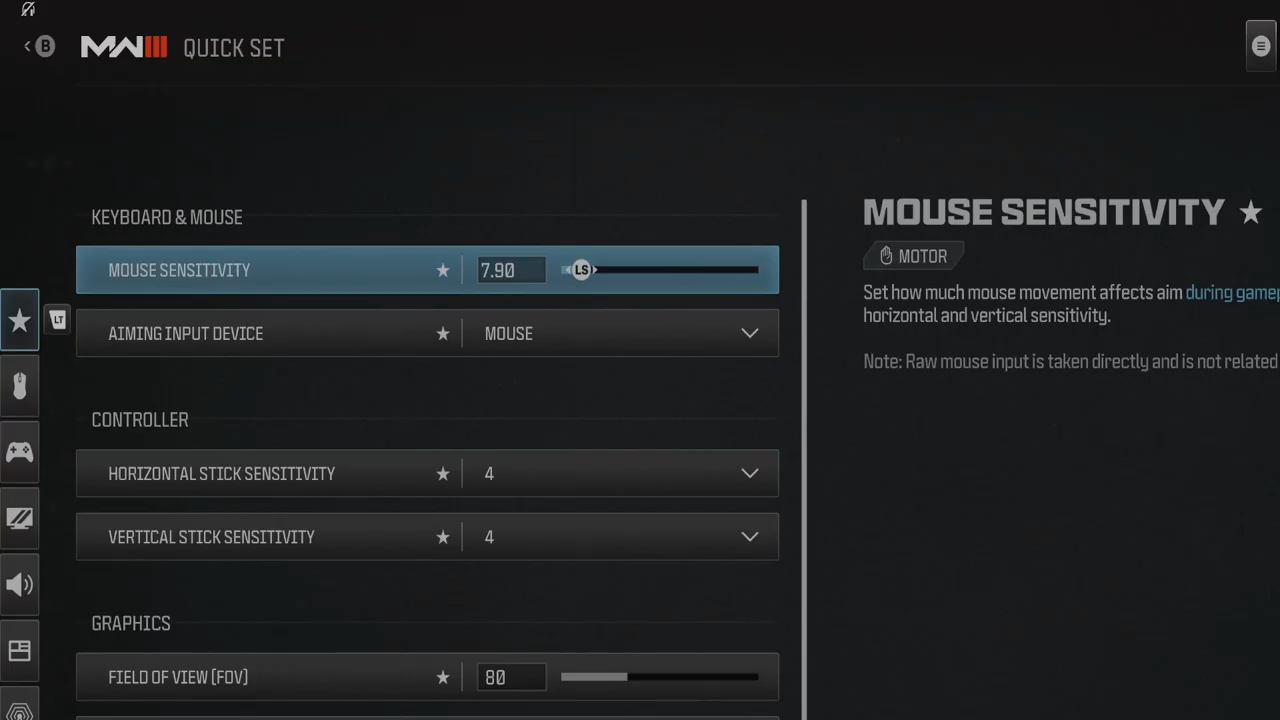 B MWIII QUICK SET
KEYBOARD & MOUSE
MOUSE SENSITIVITY 7.90 LS
LT
AIMING INPUT DEVICE MOUSE
CONTROLLER
HORIZONTAL STICK SENSITIVITY 4
VERTICAL STICK SENSITIVITY 4
GRAPHICS
FIELD OF VIEW (FOV) 80
MOUSE SENSITIVITY
MOTOR
Set how much mouse movement affects aim during gamep
horizontal and vertical sensitivity.
Note: Raw mouse input is taken directly and is not related